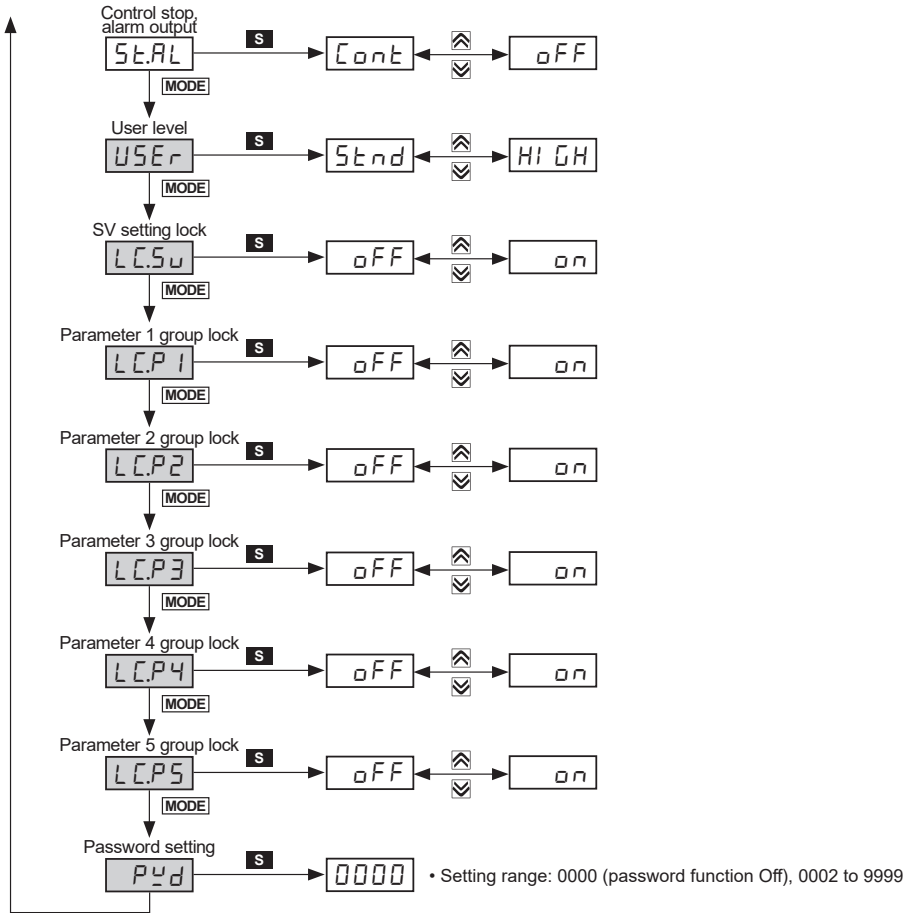 Control stop,
alarm output
St.AL S Cont oFF
MODE
User level
USEr S Stnd HIGH
MODE
SV setting lock
LC.Sv S oFF on
MODE
Parameter 1 group lock
LC.P1 S oFF on
MODE
Parameter 2 group lock
LC.P2 S oFF on
MODE
Parameter 3 group lock
LC.P3 S oFF on
MODE
Parameter 4 group lock
LC.P4 S oFF on
MODE
Parameter 5 group lock
LC.P5 S oFF on
MODE
Password setting
PWd S 0000 • Setting range: 0000 (password function Off), 0002 to 9999